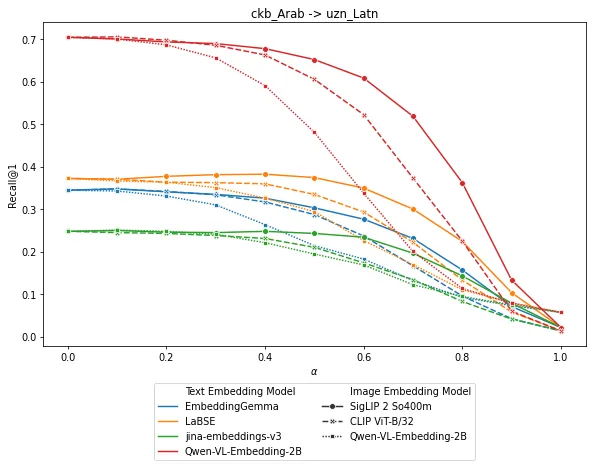 ckb_Arab -> uzn_Latn
Recall@1
0.7
0.6
0.5
0.4
0.3
0.2
0.1
0.0
0.0 0.2 0.4 0.6 0.8 1.0
α
Text Embedding Model
EmbeddingGemma
LaBSE
jina-embeddings-v3
Qwen-VL-Embedding-2B
Image Embedding Model
SigLIP 2 So400m
CLIP ViT-B/32
Qwen-VL-Embedding-2B